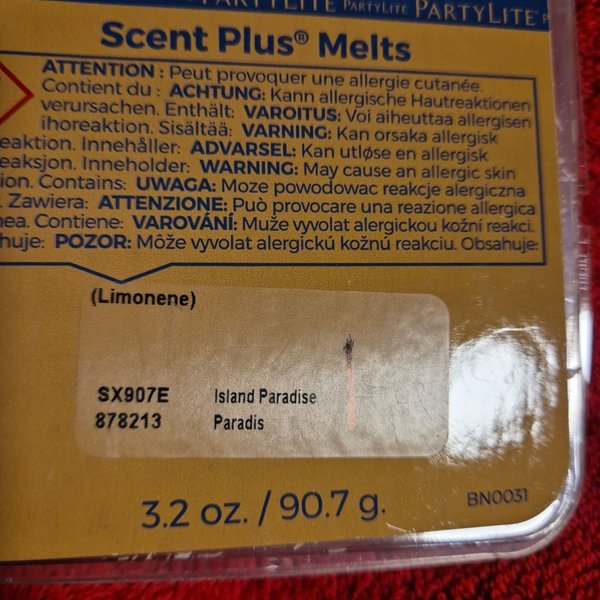 PARTYLITE PARTYLITE PARTYLITE
Scent Plus® Melts
ATTENTION : Peut provoquer une allergie cutanée.
Contient du : ACHTUNG: Kann allergische Hautreaktionen
verursachen. Enthält: VAROITUS: Voi aiheuttaa allergisen
ihoreaktion. Sisältää: VARNING: Kan orsaka allergisk
eaktion. Innehåller: ADVARSEL: Kan utløse en allergisk
eaksjon. Inneholder: WARNING: May cause an allergic skin
ion. Contains: UWAGA: Moze powodowac reakcje alergiczna
. Zawiera: ATTENZIONE: Può provocare una reazione allergica
nea. Contiene: VAROVÁNÍ: Muže vyvolat alergickou kožní reakci.
huje: POZOR: Môže vyvolat alergickú kožnú reakciu. Obsahuje:
(Limonene)
SX907E Island Paradise
878213 Paradis
3.2 oz. / 90.7 g.
BN0031